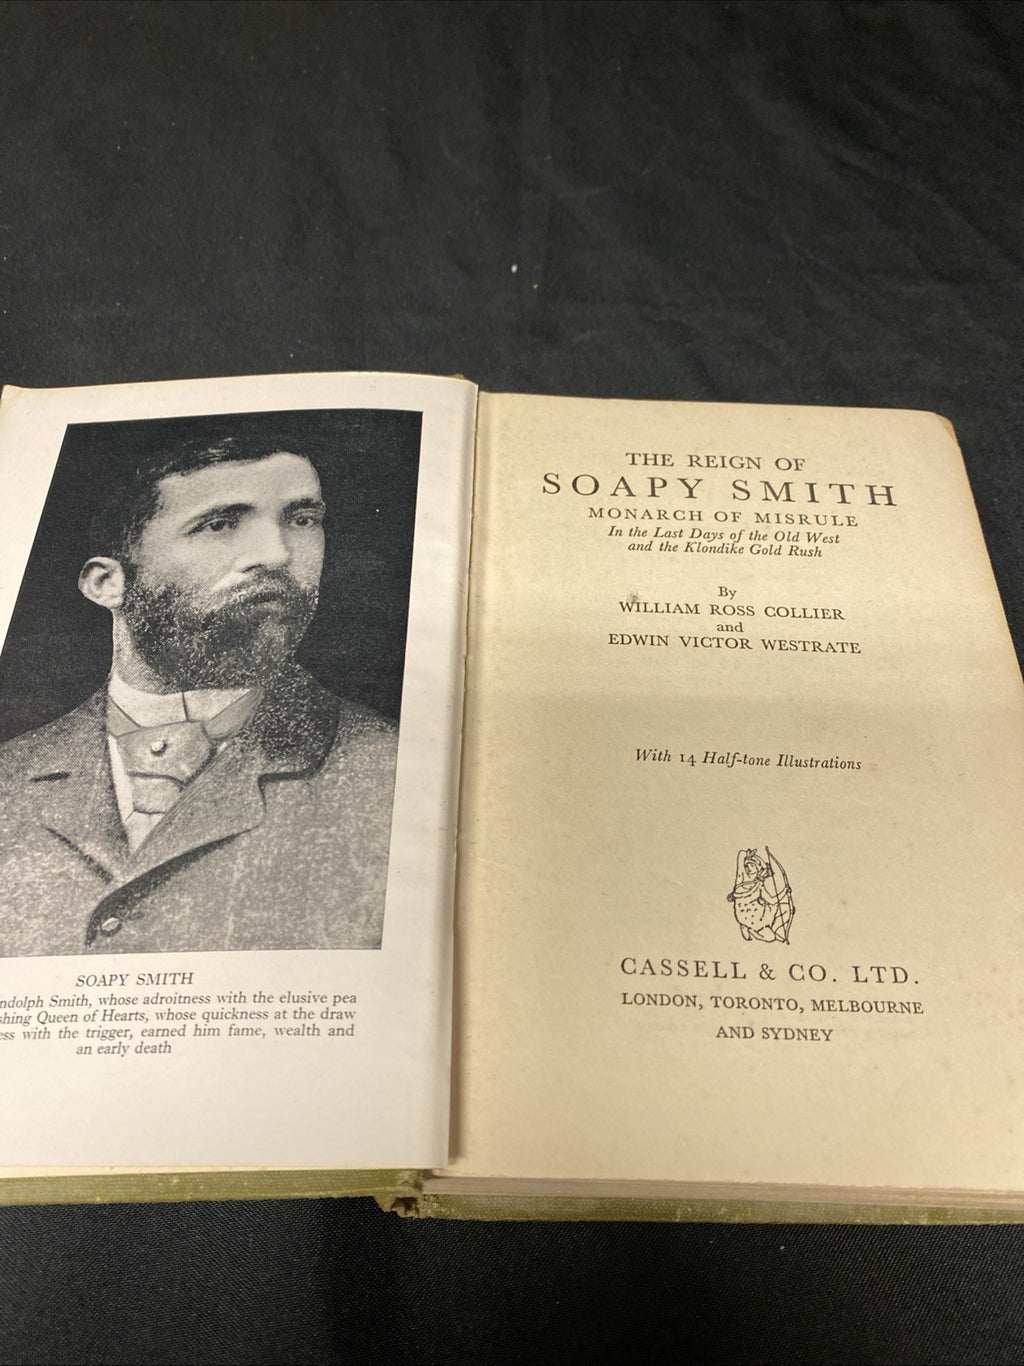 SOAPY SMITH
ndolph Smith, whose adroitness with the elusive pea
shing Queen of Hearts, whose quickness at the draw
ess with the trigger, earned him fame, wealth and
an early death
THE REIGN OF
SOAPY SMITH
MONARCH OF MISRULE
In the Last Days of the Old West
and the Klondike Gold Rush
By
WILLIAM ROSS COLLIER
and
EDWIN VICTOR WESTRATE
With 14 Half-tone Illustrations
CASSELL & CO. LTD.
LONDON, TORONTO, MELBOURNE
AND SYDNEY